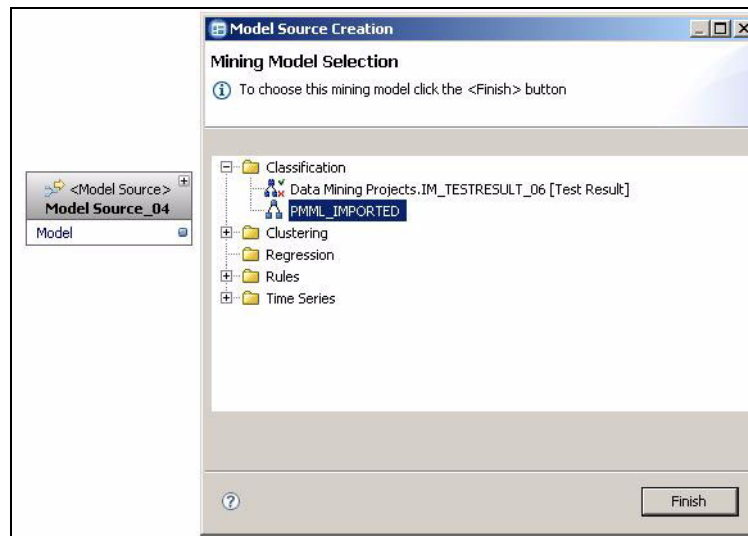 <Model Source>
Model Source_04
Model
Model Source Creation
Mining Model Selection
To choose this mining model click the <Finish> button
Classification
Data Mining Projects.IM_TESTRESULT_06 [Test Result]
PMML_IMPORTED
Clustering
Regression
Rules
Time Series
Finish